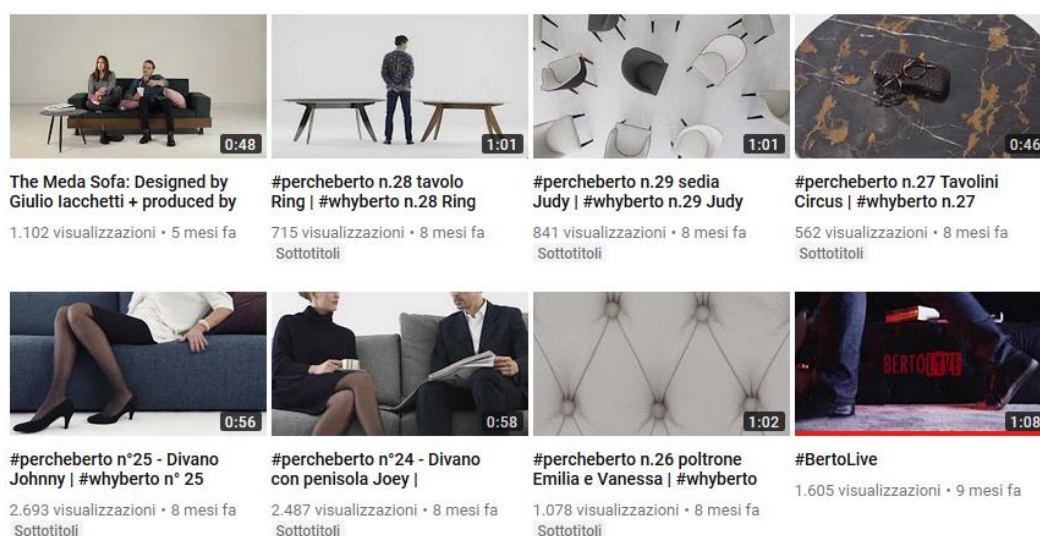 0:48
1:01
1:01
0:46
The Meda Sofa: Designed by
Giulio Iacchetti + produced by
1.102 visualizzazioni • 5 mesi fa
#percheberto n.28 tavolo
Ring | #whyberto n.28 Ring
715 visualizzazioni • 8 mesi fa
Sottotitoli
#percheberto n.29 sedia
Judy | #whyberto n.29 Judy
841 visualizzazioni • 8 mesi fa
Sottotitoli
#percheberto n.27 Tavolini
Circus | #whyberto n.27
562 visualizzazioni • 8 mesi fa
Sottotitoli
0:56
0:58
1:02
BERTOLIVE
1:08
#percheberto n°25 - Divano
Johnny | #whyberto n° 25
2.693 visualizzazioni • 8 mesi fa
Sottotitoli
#percheberto n°24 - Divano
con penisola Joey |
2.487 visualizzazioni • 8 mesi fa
Sottotitoli
#percheberto n.26 poltrone
Emilia e Vanessa | #whyberto
1.078 visualizzazioni • 8 mesi fa
Sottotitoli
#BertoLive
1.605 visualizzazioni • 9 mesi fa